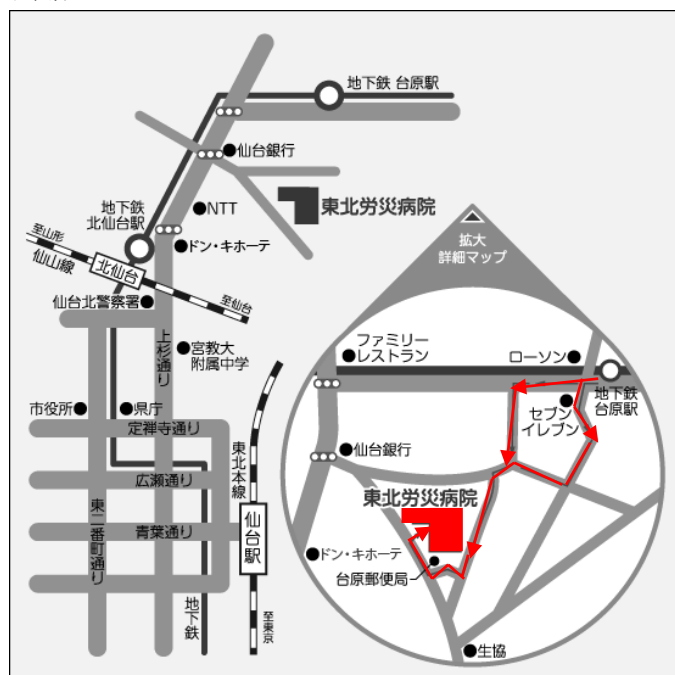 地下鉄 台原駅
仙台銀行
NTT
東北労災病院
地下鉄
北仙台駅
ドン・キホーテ
至山形
仙山線
北仙台
至仙台
仙台北警察署
上杉通り
宮教大
附属中学
市役所
県庁
定禅寺通り
広瀬通り
青葉通り
東二番町通り
地下鉄
東北本線
仙台駅
至東京
拡大
詳細マップ
ファミリー
レストラン
ローソン
地下鉄
台原駅
セブン
イレブン
仙台銀行
東北労災病院
ドン・キホーテ
台原郵便局
生協